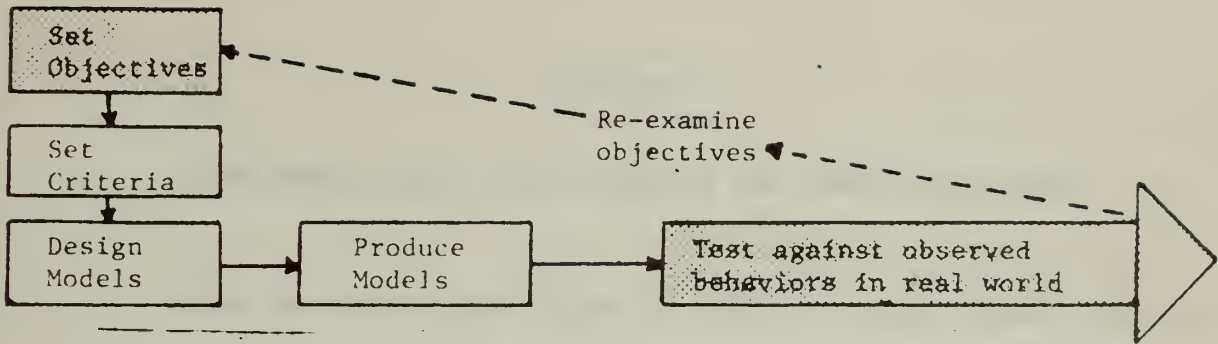 Set
Objectives
Re-examine
objectives
Set
Criteria
Design
Models
Produce
Models
Test against observed
behaviors in real world